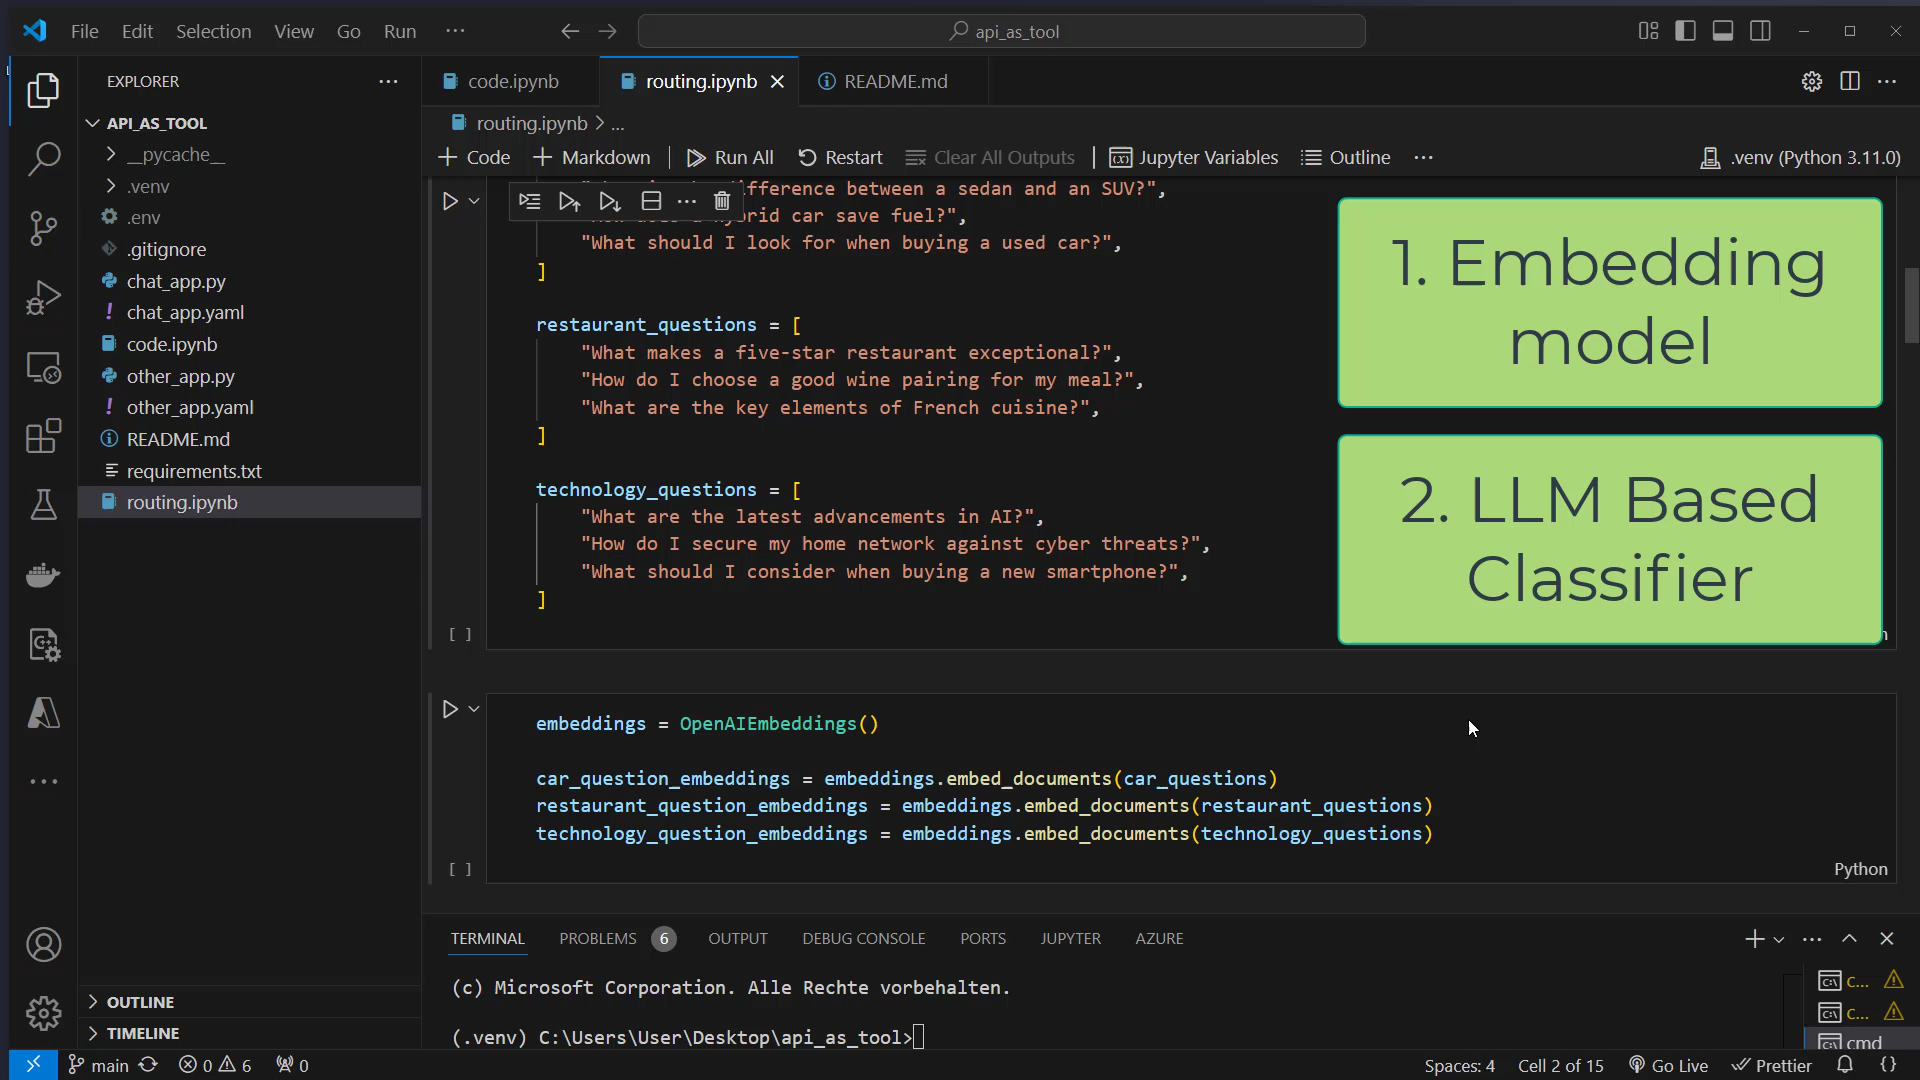 File Edit Selection View Go Run ···
api_as_tool
EXPLORER
API_AS_TOOL
__pycache__
.venv
.env
.gitignore
chat_app.py
chat_app.yaml
code.ipynb
other_app.py
other_app.yaml
README.md
requirements.txt
routing.ipynb
OUTLINE
TIMELINE
code.ipynb routing.ipynb README.md
routing.ipynb > ...
+ Code + Markdown Run All Restart Clear All Outputs Jupyter Variables Outline ··· .venv (Python 3.11.0)
difference between a sedan and an SUV?",
hybrid car save fuel?",
"What should I look for when buying a used car?",
]
restaurant_questions = [
"What makes a five-star restaurant exceptional?",
"How do I choose a good wine pairing for my meal?",
"What are the key elements of French cuisine?",
]
technology_questions = [
"What are the latest advancements in AI?",
"How do I secure my home network against cyber threats?",
"What should I consider when buying a new smartphone?",
]
[ ]
1. Embedding
model
2. LLM Based
Classifier
embeddings = OpenAIEmbeddings()
car_question_embeddings = embeddings.embed_documents(car_questions)
restaurant_question_embeddings = embeddings.embed_documents(restaurant_questions)
technology_question_embeddings = embeddings.embed_documents(technology_questions)
[ ]
Python
TERMINAL PROBLEMS 6 OUTPUT DEBUG CONSOLE PORTS JUPYTER AZURE
(c) Microsoft Corporation. Alle Rechte vorbehalten.
(.venv) C:\Users\User\Desktop\api_as_tool>
C...
C...
cmd
main 0 6 0 Spaces: 4 Cell 2 of 15 Go Live Prettier